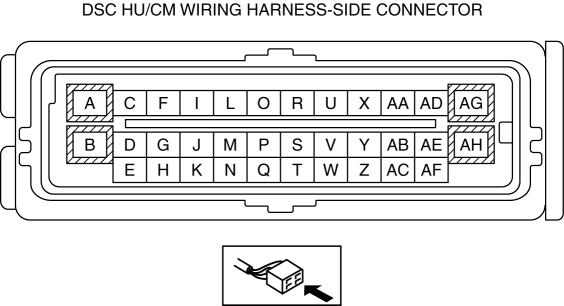 DSC HU/CM WIRING HARNESS-SIDE CONNECTOR
A C F I L O R U X AA AD AG
B D G J M P S V Y AB AE AH
E H K N Q T W Z AC AF